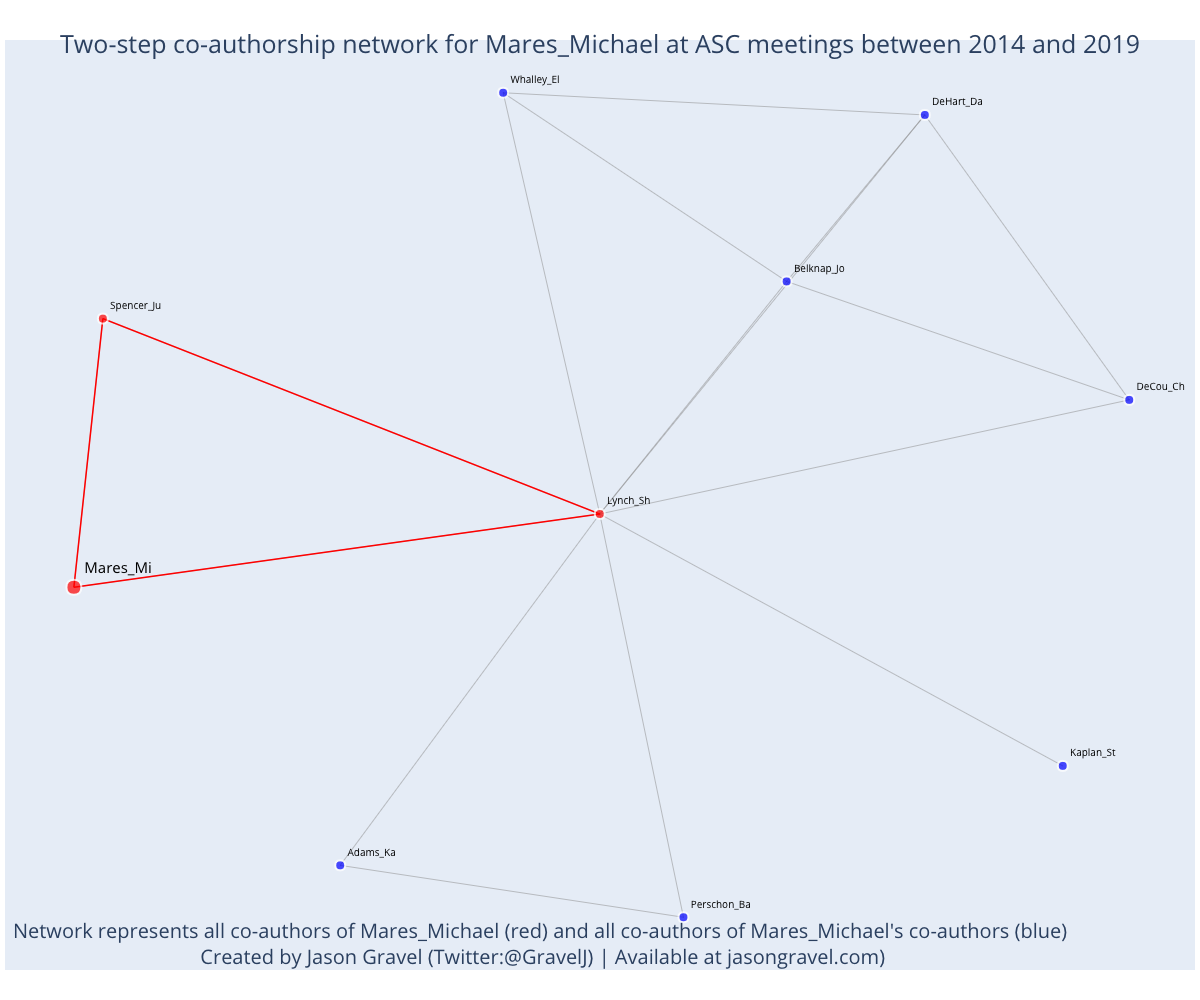 Two-step co-authorship network for Mares_Michael at ASC meetings between 2014 and 2019
Whalley_El
DeHart_Da
Belknap_Jo
Spencer_Ju
DeCou_Ch
Lynch_Sh
Mares_Mi
Kaplan_St
Adams_Ka
Perschon_Ba
Network represents all co-authors of Mares_Michael (red) and all co-authors of Mares_Michael's co-authors (blue)
Created by Jason Gravel (Twitter:@GravelJ) | Available at jasongravel.com)